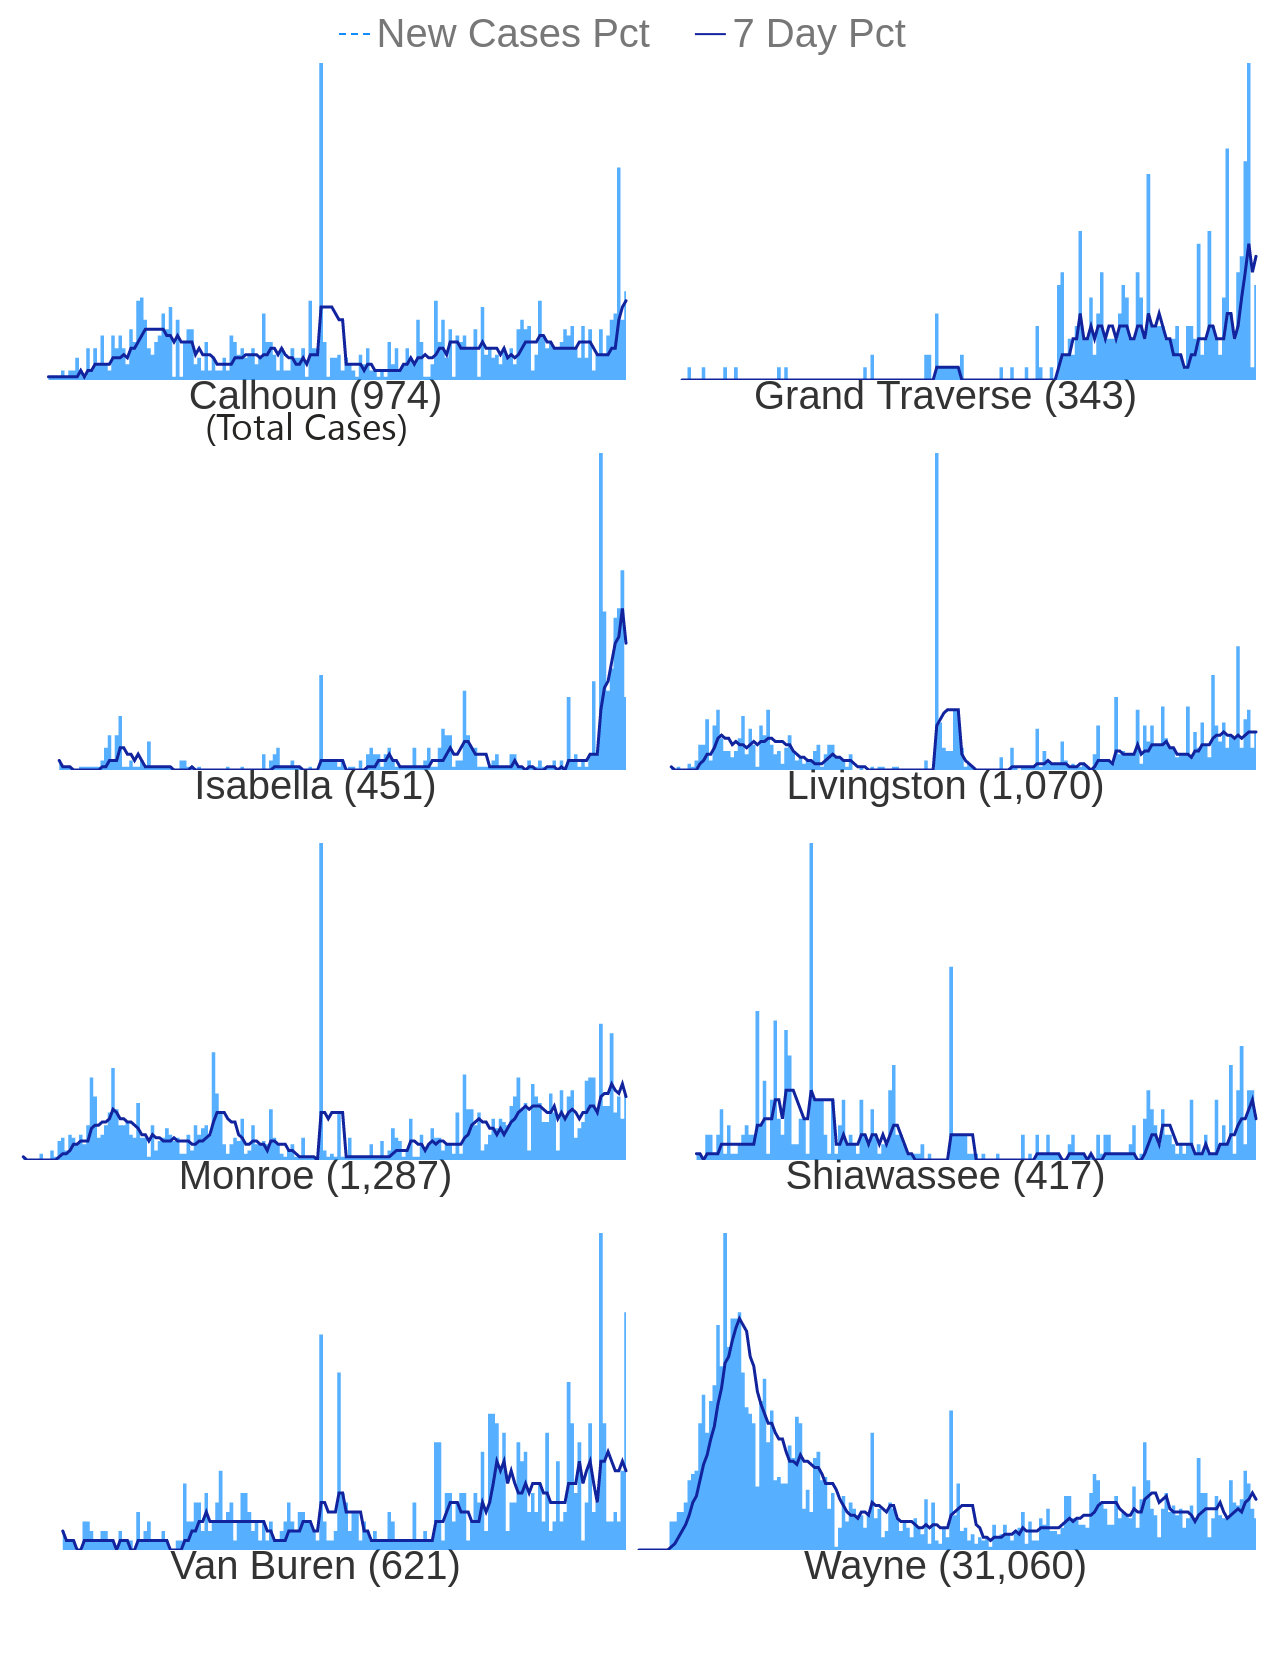 New Cases Pct 7 Day Pct
Calhoun (974) Grand Traverse (343)
(Total Cases)
Isabella (451) Livingston (1,070)
Monroe (1,287) Shiawassee (417)
Van Buren (621) Wayne (31,060)